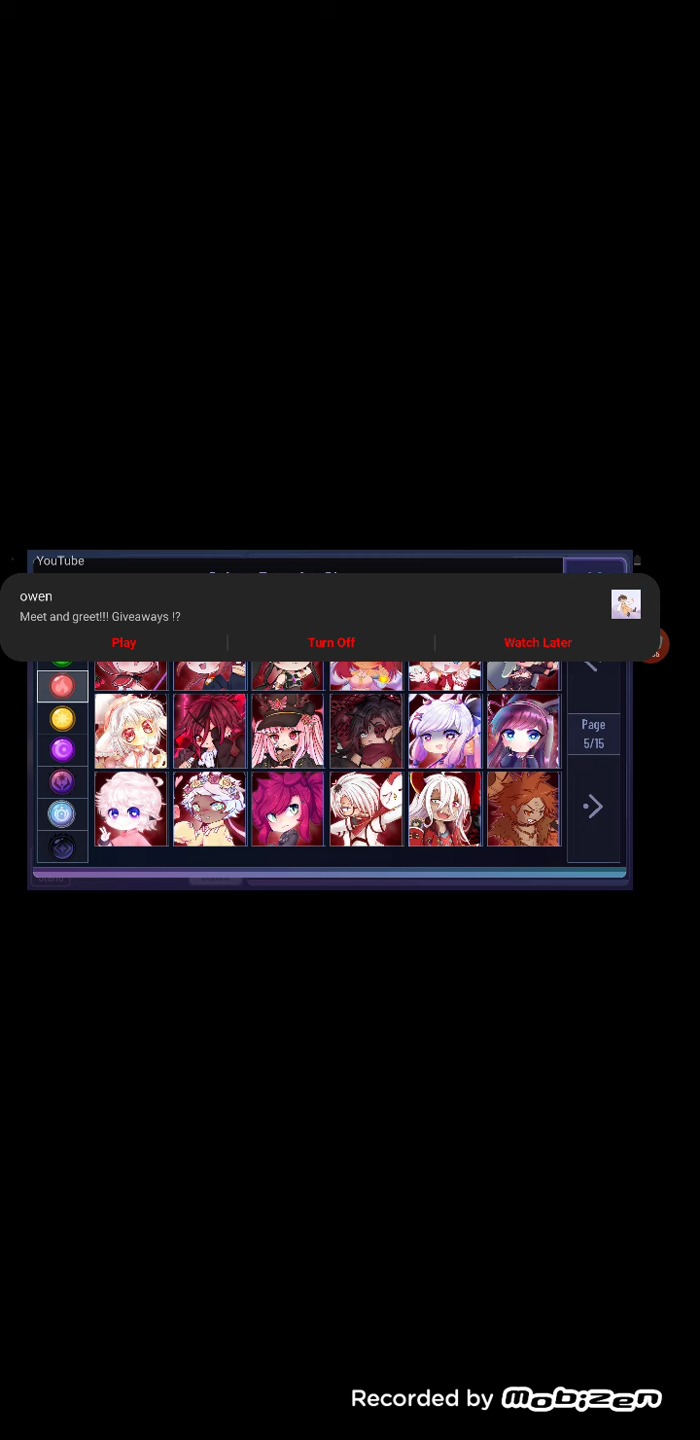 YouTube
owen
Meet and greet!!! Giveaways !?
Play
Turn Off
Watch Later
Page
5/15
Recorded by Mobizen